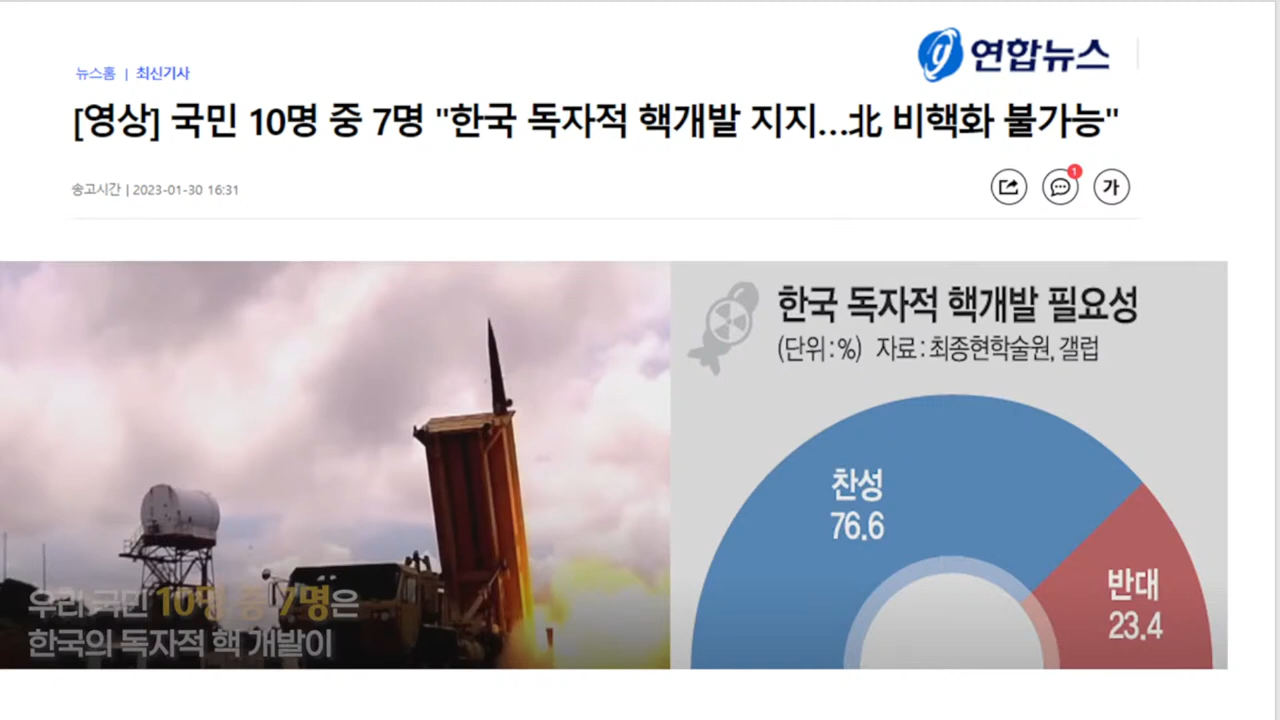 연합뉴스
뉴스홈 | 최신기사
[영상] 국민 10명 중 7명 "한국 독자적 핵개발 지지…北 비핵화 불가능"
송고시간 | 2023-01-30 16:31
1
가
한국 독자적 핵개발 필요성
(단위:%) 자료:최종현학술원, 갤럽
찬성
76.6
반대
23.4
우리 국민 10명 중 7명은
한국의 독자적 핵 개발이